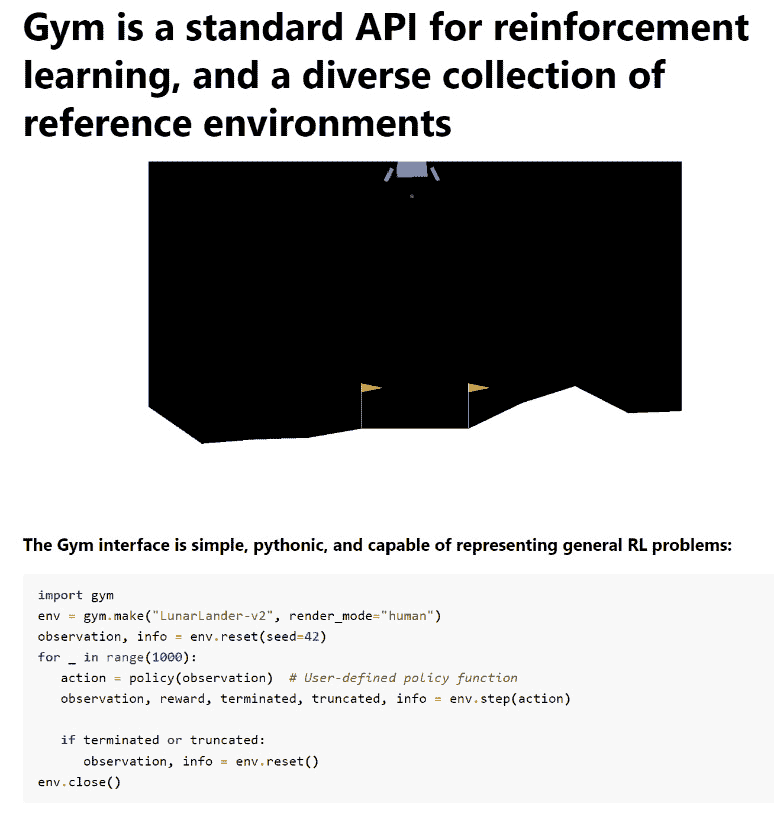 Gym is a standard API for reinforcement
learning, and a diverse collection of
reference environments
The Gym interface is simple, pythonic, and capable of representing general RL problems:
import gym
env = gym.make("LunarLander-v2", render_mode="human")
observation, info = env.reset(seed=42)
for _ in range(1000):
   action = policy(observation)  # User-defined policy function
   observation, reward, terminated, truncated, info = env.step(action)

   if terminated or truncated:
      observation, info = env.reset()
env.close()